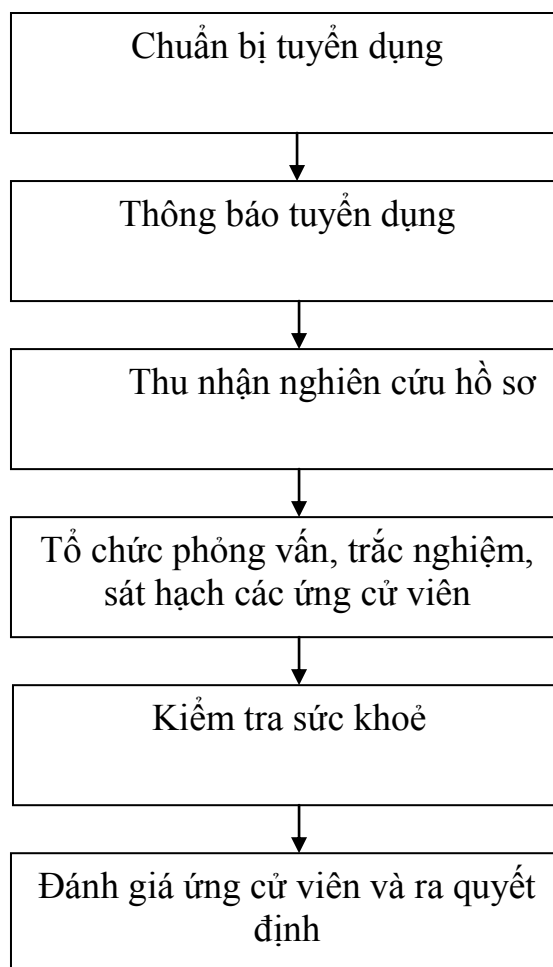 Chuẩn bị tuyển dụng
Thông báo tuyển dụng
Thu nhận nghiên cứu hồ sơ
Tổ chức phỏng vấn, trắc nghiệm,
sát hạch các ứng cử viên
Kiểm tra sức khoẻ
Đánh giá ứng cử viên và ra quyết
định